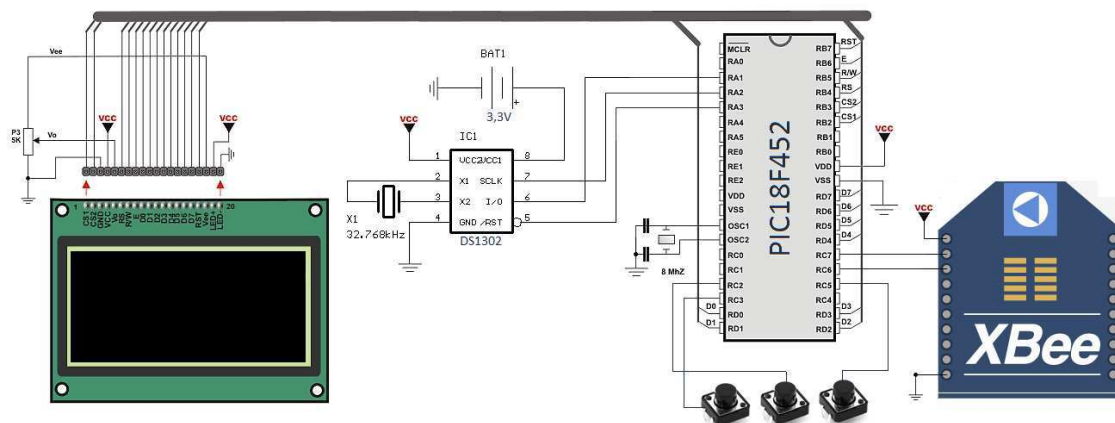 Vee
P3
5K
Vo
VCC
VCC
1
20
CS1
CS2
GND
VCC
Vo
RS
R/W
E
D0
D1
D2
D3
D4
D5
D6
D7
RST
Vee
LED+
LED-
BAT1
+
3,3V
VCC
IC1
1 VCC2 VCC1 8
2 X1 SCLK 7
3 X2 I/O 6
4 GND /RST 5
DS1302
X1
32.768kHz
8 MhZ
PIC18F452
MCLR
RA0
RA1
RA2
RA3
RA4
RA5
RE0
RE1
RE2
VDD
VSS
OSC1
OSC2
RC0
RC1
RC2
RC3
D0 RD0
D1 RD1
RB7 RST
RB6 E
RB5 R/W
RB4 RS
RB3 CS2
RB2 CS1
RB1
RB0
VDD
VSS
RD7 D7
RD6 D6
RD5 D5
RD4 D4
RC7
RC6
RC5
RC4
RD3 D3
RD2 D2
VCC
VCC
XBee